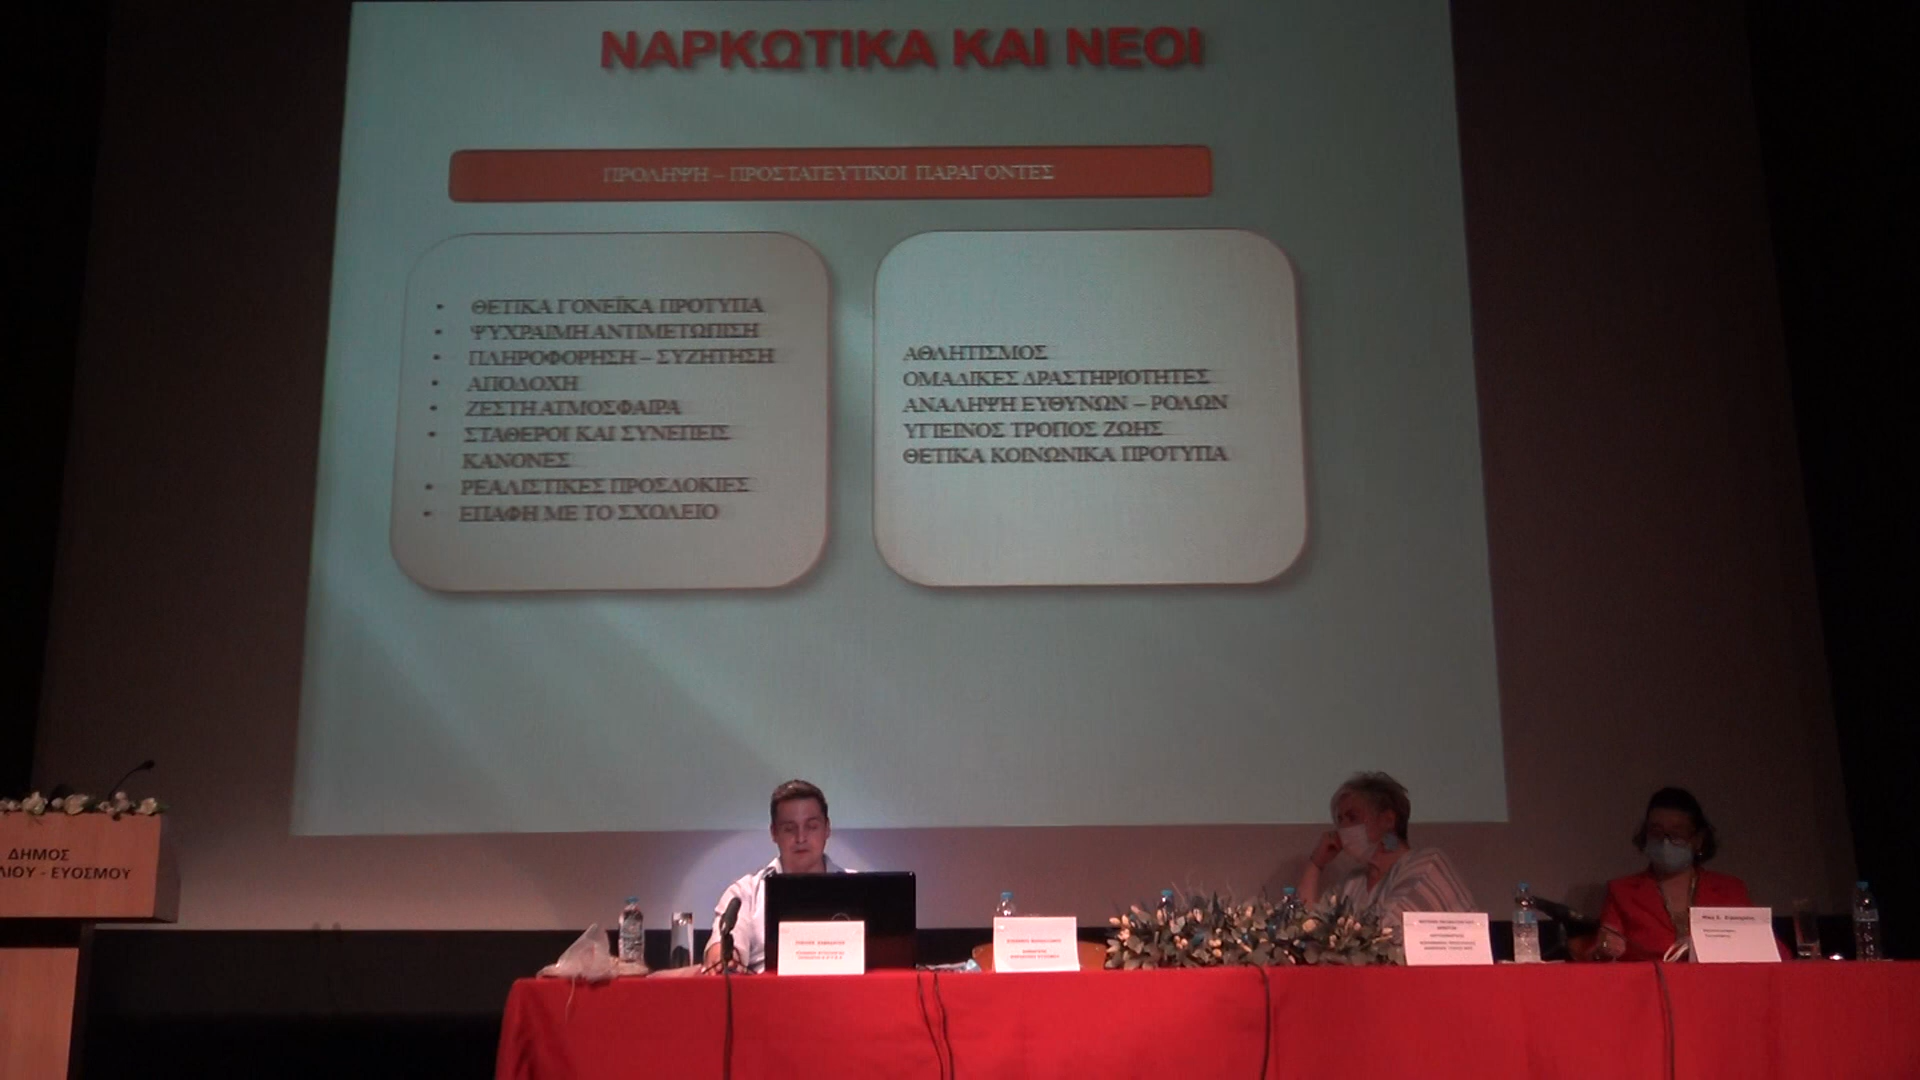 ΝΑΡΚΩΤΙΚΑ ΚΑΙ ΝΕΟΙ
ΠΡΟΛΗΨΗ – ΠΡΟΣΤΑΤΕΥΤΙΚΟΙ ΠΑΡΑΓΟΝΤΕΣ
• ΘΕΤΙΚΑ ΓΟΝΕΪΚΑ ΠΡΟΤΥΠΑ
• ΨΥΧΡΑΙΜΗ ΑΝΤΙΜΕΤΩΠΙΣΗ
• ΠΛΗΡΟΦΟΡΗΣΗ – ΣΥΖΗΤΗΣΗ
• ΑΠΟΔΟΧΗ
• ΖΕΣΤΗ ΑΤΜΟΣΦΑΙΡΑ
• ΣΤΑΘΕΡΟΙ ΚΑΙ ΣΥΝΕΠΕΙΣ
ΚΑΝΟΝΕΣ
• ΡΕΑΛΙΣΤΙΚΕΣ ΠΡΟΣΔΟΚΙΕΣ
• ΕΠΑΦΗ ΜΕ ΤΟ ΣΧΟΛΕΙΟ
ΑΘΛΗΤΙΣΜΟΣ
ΟΜΑΔΙΚΕΣ ΔΡΑΣΤΗΡΙΟΤΗΤΕΣ
ΑΝΑΛΗΨΗ ΕΥΘΥΝΩΝ – ΡΟΛΩΝ
ΥΓΙΕΙΝΟΣ ΤΡΟΠΟΣ ΖΩΗΣ
ΘΕΤΙΚΑ ΚΟΙΝΩΝΙΚΑ ΠΡΟΤΥΠΑ
ΔΗΜΟΣ
ΛΙΟΥ - ΕΥΟΣΜΟΥ